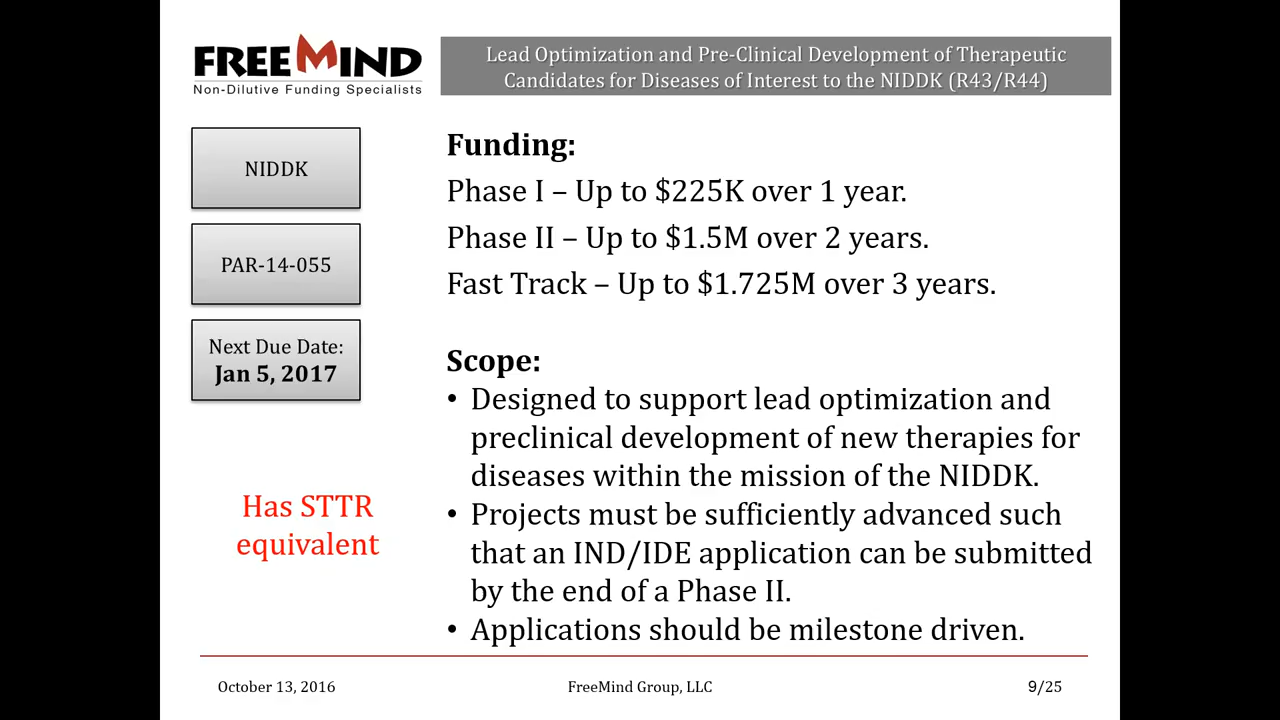 FREEMIND
Non-Dilutive Funding Specialists
Lead Optimization and Pre-Clinical Development of Therapeutic
Candidates for Diseases of Interest to the NIDDK (R43/R44)
NIDDK
PAR-14-055
Next Due Date:
Jan 5, 2017
Has STTR
equivalent
Funding:
Phase I – Up to $225K over 1 year.
Phase II – Up to $1.5M over 2 years.
Fast Track – Up to $1.725M over 3 years.
Scope:
• Designed to support lead optimization and
preclinical development of new therapies for
diseases within the mission of the NIDDK.
• Projects must be sufficiently advanced such
that an IND/IDE application can be submitted
by the end of a Phase II.
• Applications should be milestone driven.
October 13, 2016
FreeMind Group, LLC
9/25